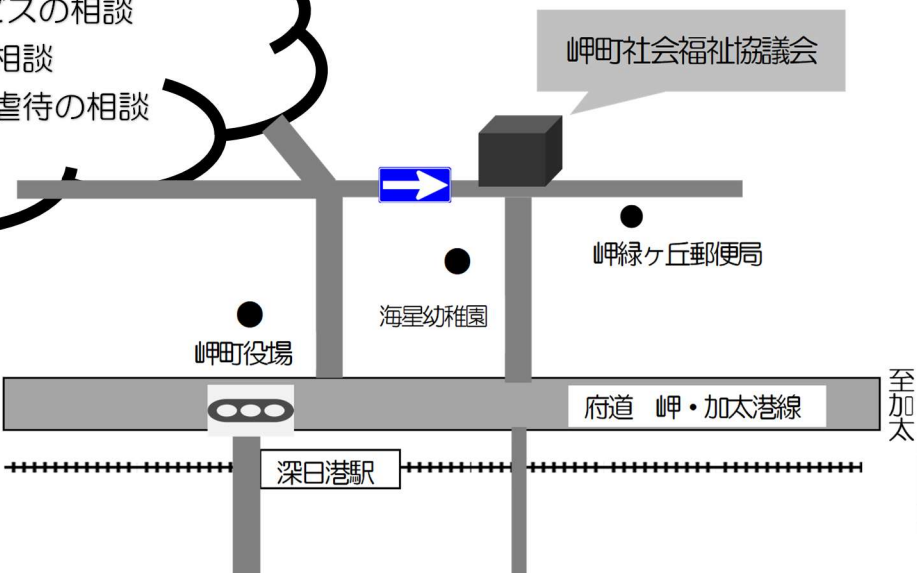 ビスの相談
相談
虐待の相談
岬町社会福祉協議会
岬緑ヶ丘郵便局
海星幼稚園
岬町役場
府道　岬・加太港線
至加太
深日港駅